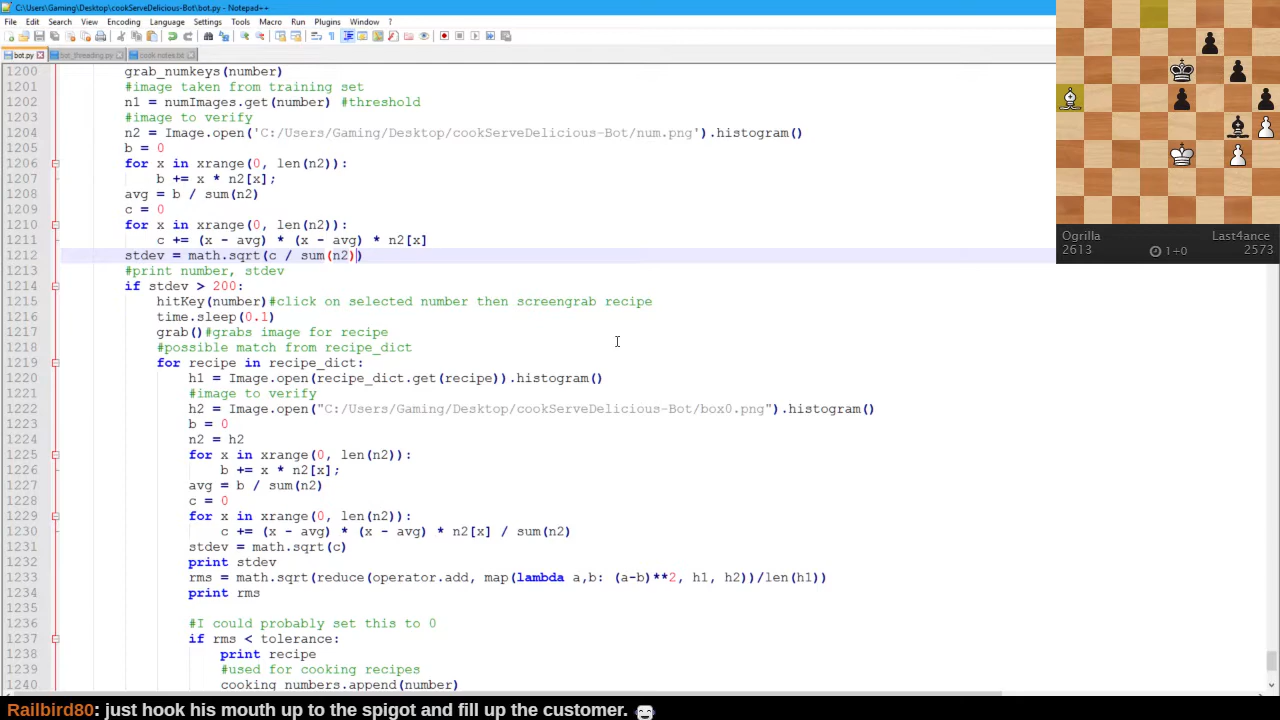 C:\Users\Gaming\Desktop\cookServeDelicious-Bot\bot.py - Notepad++
File Edit Search View Encoding Language Settings Tools Macro Run Plugins Window ?
bot.py bot_threading.py cook notes.txt
1200 grab_numkeys(number)
1201 #image taken from training set
1202 n1 = numImages.get(number) #threshold
1203 #image to verify
1204 n2 = Image.open('C:/Users/Gaming/Desktop/cookServeDelicious-Bot/num.png').histogram()
1205 b = 0
1206 for x in xrange(0, len(n2)):
1207 b += x * n2[x];
1208 avg = b / sum(n2)
1209 c = 0
1210 for x in xrange(0, len(n2)):
1211 c += (x - avg) * (x - avg) * n2[x]
1212 stdev = math.sqrt(c / sum(n2))
1213 #print number, stdev
1214 if stdev > 200:
1215 hitKey(number)#click on selected number then screengrab recipe
1216 time.sleep(0.1)
1217 grab()#grabs image for recipe
1218 #possible match from recipe_dict
1219 for recipe in recipe_dict:
1220 h1 = Image.open(recipe_dict.get(recipe)).histogram()
1221 #image to verify
1222 h2 = Image.open("C:/Users/Gaming/Desktop/cookServeDelicious-Bot/box0.png").histogram()
1223 b = 0
1224 n2 = h2
1225 for x in xrange(0, len(n2)):
1226 b += x * n2[x];
1227 avg = b / sum(n2)
1228 c = 0
1229 for x in xrange(0, len(n2)):
1230 c += (x - avg) * (x - avg) * n2[x] / sum(n2)
1231 stdev = math.sqrt(c)
1232 print stdev
1233 rms = math.sqrt(reduce(operator.add, map(lambda a,b: (a-b)**2, h1, h2))/len(h1))
1234 print rms
1235
1236 #I could probably set this to 0
1237 if rms < tolerance:
1238 print recipe
1239 #used for cooking recipes
1240 cooking_numbers.append(number)
Ogrilla Last4ance
2613 1+0 2573
Railbird80: just hook his mouth up to the spigot and fill up the customer.